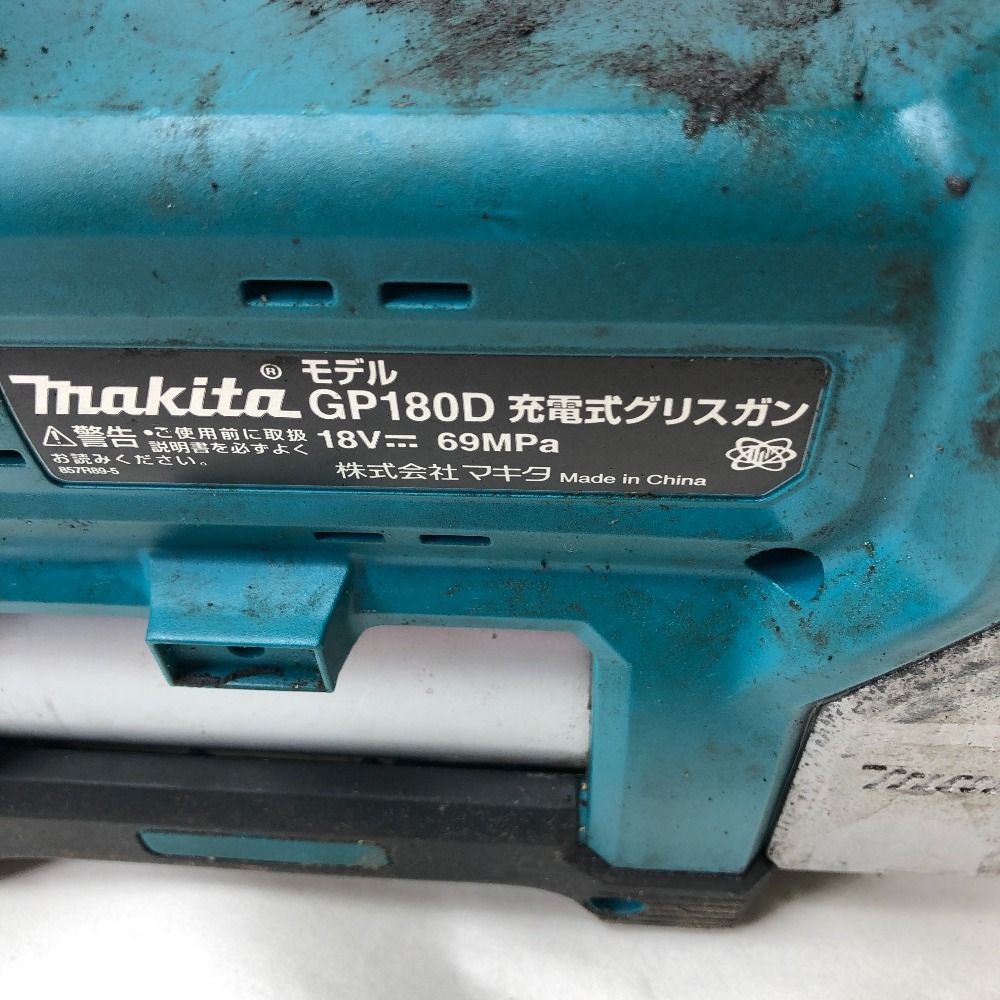 makita®
モデル
GP180D 充電式グリスガン
18V⎓ 69MPa
⚠警告 •ご使用前に取扱
説明書を必ずよく
お読みください。
857R89-5
株式会社マキタ Made in China